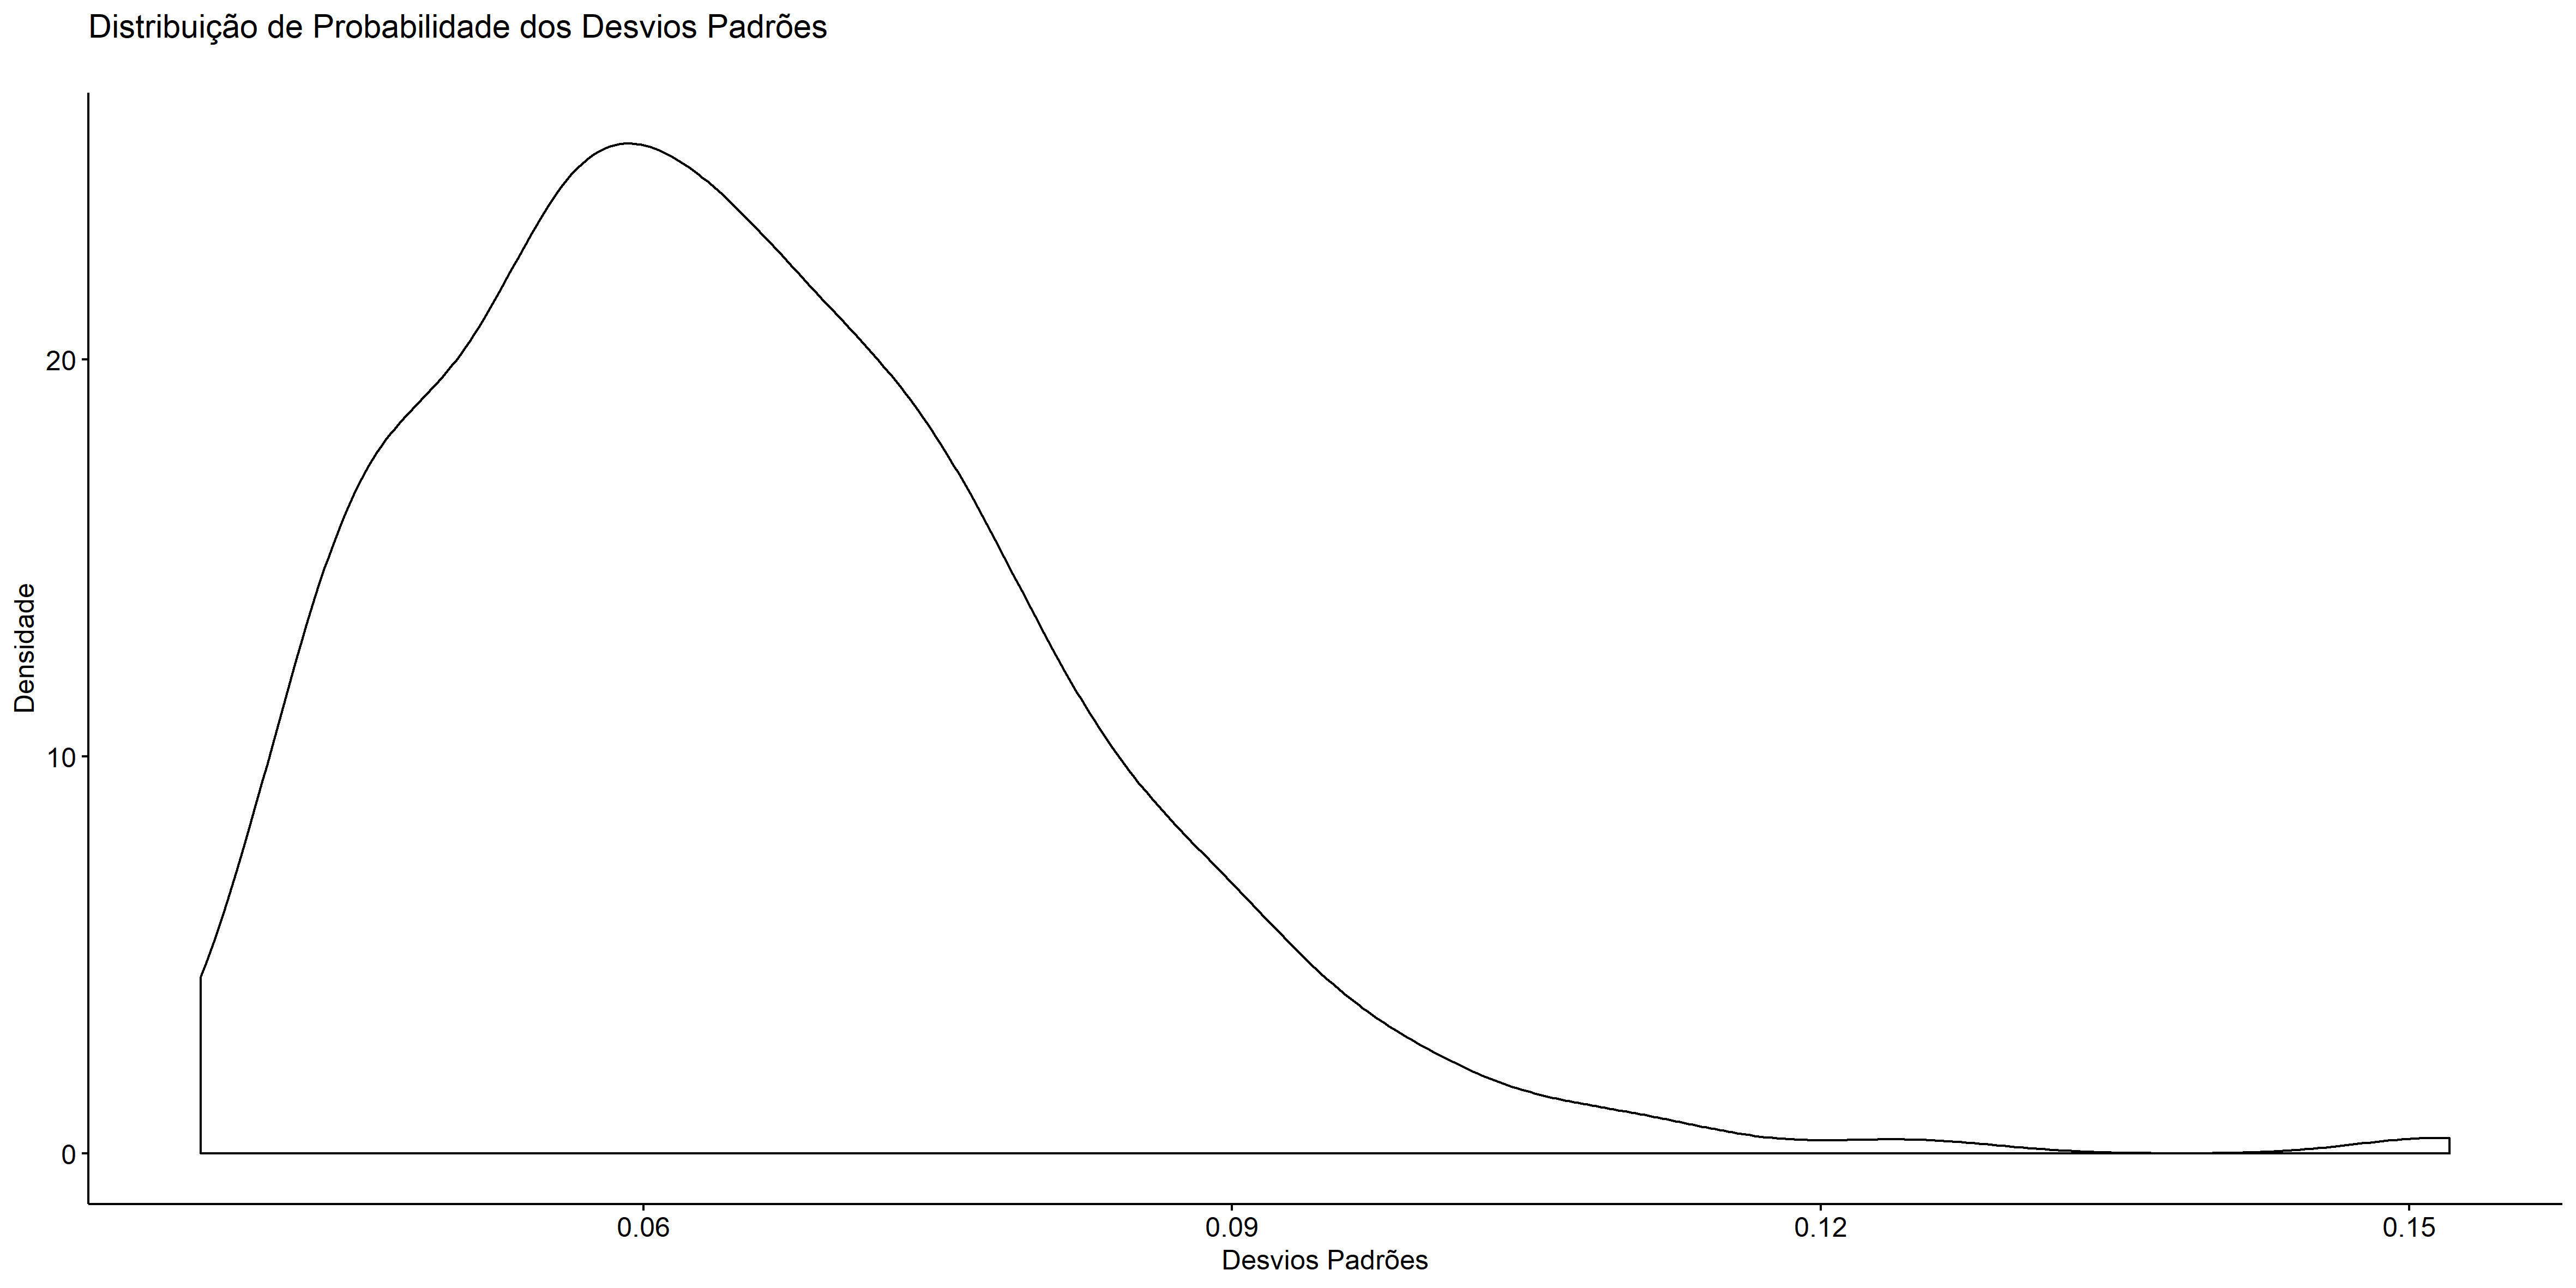 Distribuição de Probabilidade dos Desvios Padrões
Densidade
20
10
0
0.06
0.09
0.12
0.15
Desvios Padrões